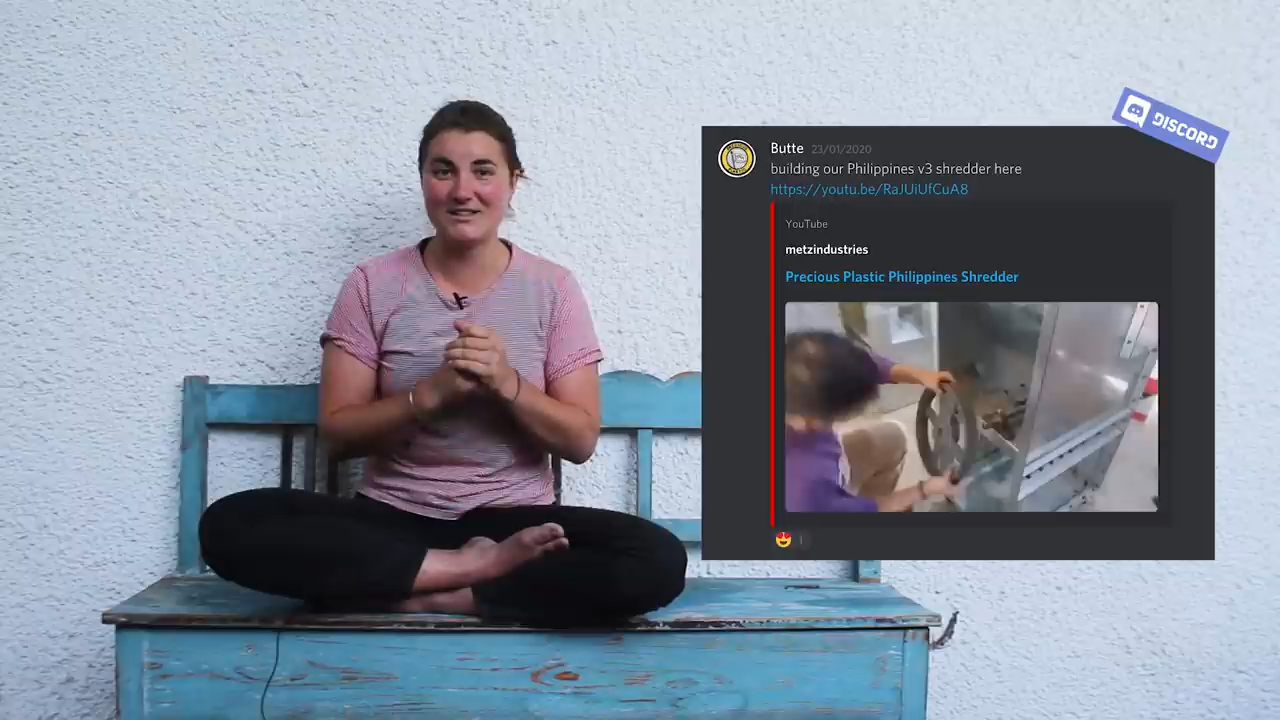 DISCORD
Butte 23/01/2020
building our Philippines v3 shredder here
https://youtu.be/RaJUiUfCuA8
YouTube
metzindustries
Precious Plastic Philippines Shredder
1